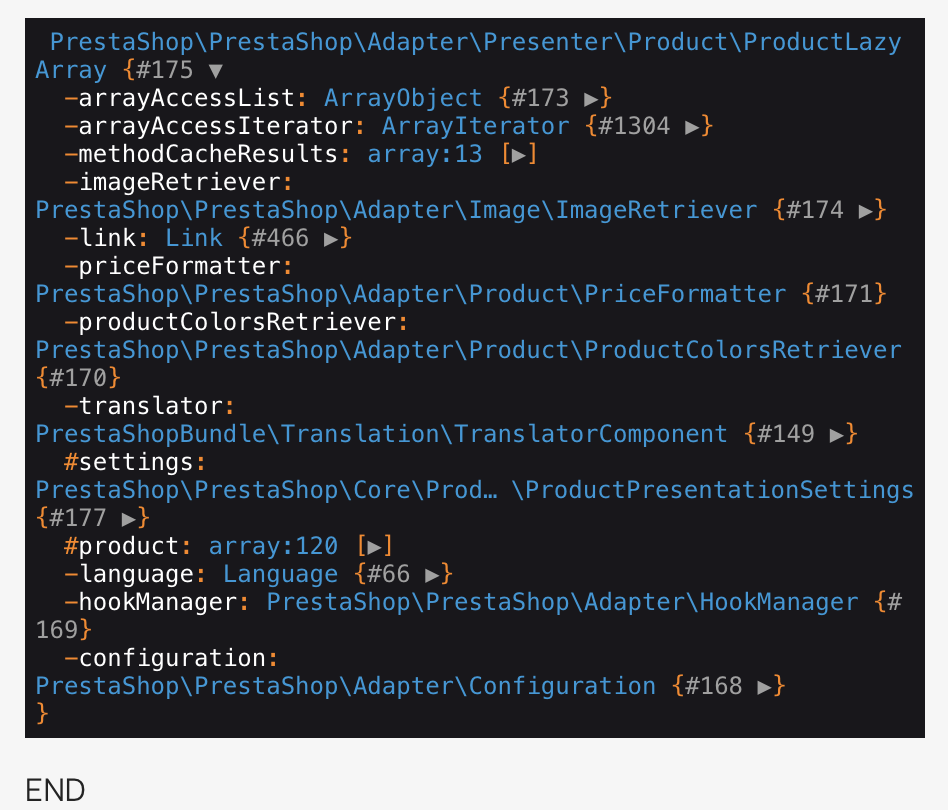 PrestaShop\PrestaShop\Adapter\Presenter\Product\ProductLazy
Array {#175 ▼
  -arrayAccessList: ArrayObject {#173 ▶}
  -arrayAccessIterator: ArrayIterator {#1304 ▶}
  -methodCacheResults: array:13 [▶]
  -imageRetriever:
PrestaShop\PrestaShop\Adapter\Image\ImageRetriever {#174 ▶}
  -link: Link {#466 ▶}
  -priceFormatter:
PrestaShop\PrestaShop\Adapter\Product\PriceFormatter {#171}
  -productColorsRetriever:
PrestaShop\PrestaShop\Adapter\Product\ProductColorsRetriever
{#170}
  -translator:
PrestaShopBundle\Translation\TranslatorComponent {#149 ▶}
  #settings:
PrestaShop\PrestaShop\Core\Prod… \ProductPresentationSettings
{#177 ▶}
  #product: array:120 [▶]
  -language: Language {#66 ▶}
  -hookManager: PrestaShop\PrestaShop\Adapter\HookManager {#
169}
  -configuration:
PrestaShop\PrestaShop\Adapter\Configuration {#168 ▶}
}
END